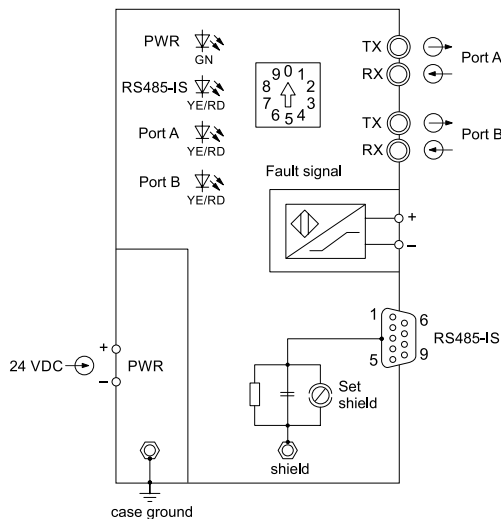 PWR
GN
RS485-IS
YE/RD
Port A
YE/RD
Port B
YE/RD
0
1
2
3
4
5
6
7
8
9
TX
RX
Port A
TX
RX
Port B
Fault signal
+
–
1
6
5
9
RS485-IS
24 VDC
+
–
PWR
Set
shield
shield
case ground